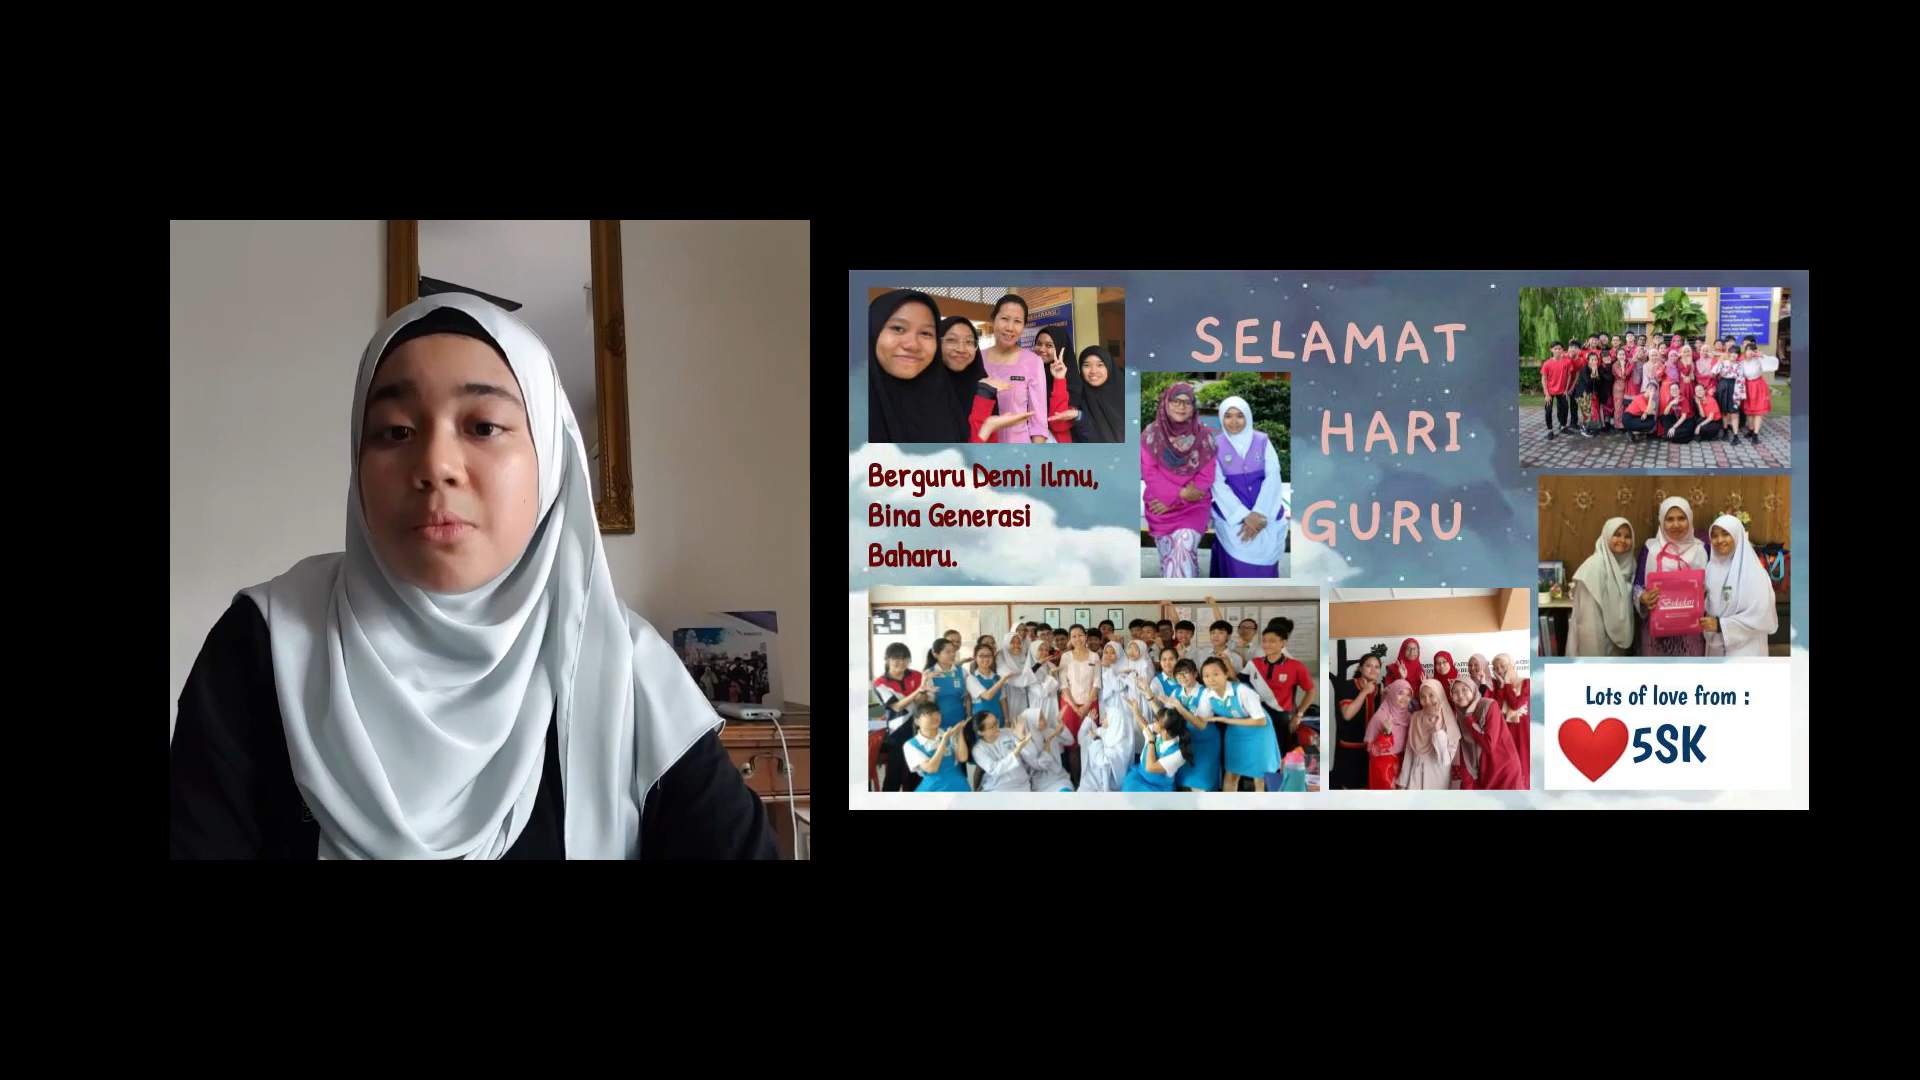 SELAMAT
HARI
GURU
Berguru Demi Ilmu,
Bina Generasi
Baharu.
Lots of love from :
5SK